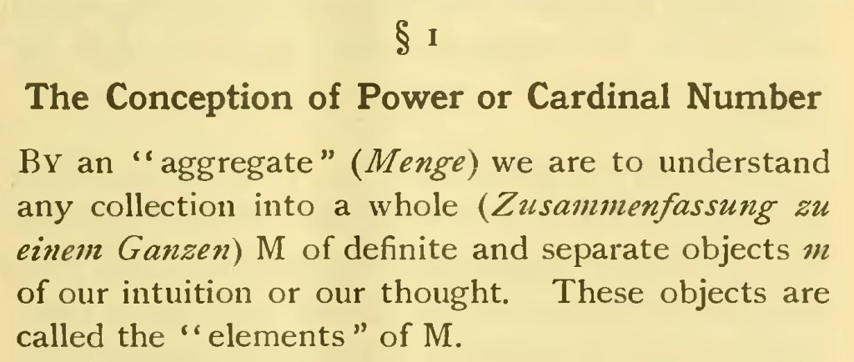 § 1
The Conception of Power or Cardinal Number
By an “aggregate” (Menge) we are to understand
any collection into a whole (Zusammenfassung zu
einem Ganzen) M of definite and separate objects m
of our intuition or our thought. These objects are
called the “elements” of M.